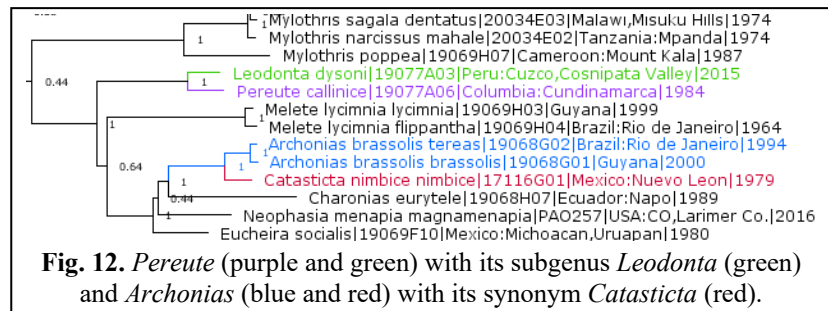 Mylothris sagala dentatus|20034E03|Malawi,Misuku Hills|1974
1
Mylothris narcissus mahale|20034E02|Tanzania:Mpanda|1974
1
Mylothris poppea|19069H07|Cameroon:Mount Kala|1987
Leodonta dysoni|19077A03|Peru:Cuzco,Cosnipata Valley|2015
0.44
1
Pereute callinice|19077A06|Columbia:Cundinamarca|1984
Melete lycimnia lycimnia|19069H03|Guyana|1999
1
1
Melete lycimnia flippantha|19069H04|Brazil:Rio de Janeiro|1964
Archonias brassolis tereas|19068G02|Brazil:Rio de Janeiro|1994
0.64
1
Archonias brassolis brassolis|19068G01|Guyana|2000
1
1
Catasticta nimbice nimbice|17116G01|Mexico:Nuevo Leon|1979
0.44
Charonias eurytele|19068H07|Ecuador:Napo|1989
1
Neophasia menapia magnamenapia|PAO257|USA:CO,Larimer Co.|2016
Eucheira socialis|19069F10|Mexico:Michoacan,Uruapan|1980
Fig. 12. Pereute (purple and green) with its subgenus Leodonta (green)
and Archonias (blue and red) with its synonym Catasticta (red).